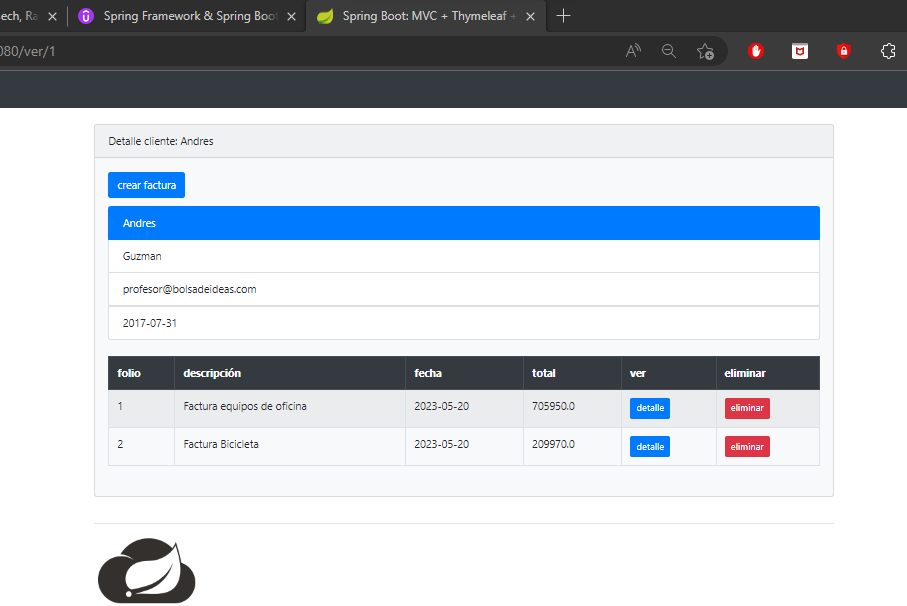 ech, Ra
Spring Framework & Spring Boot
Spring Boot: MVC + Thymeleaf +
080/ver/1
Detalle cliente: Andres
crear factura
Andres
Guzman
profesor@bolsadeideas.com
2017-07-31
folio descripción fecha total ver eliminar
1 Factura equipos de oficina 2023-05-20 705950.0 detalle eliminar
2 Factura Bicicleta 2023-05-20 209970.0 detalle eliminar